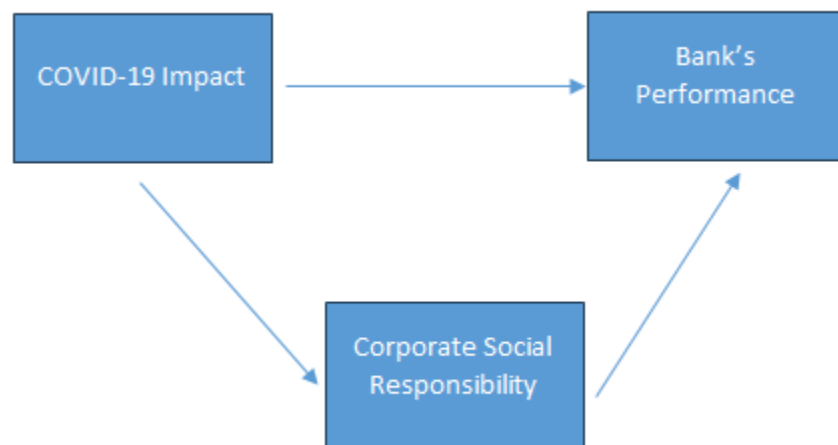 COVID-19 Impact
Bank’s
Performance
Corporate Social
Responsibility